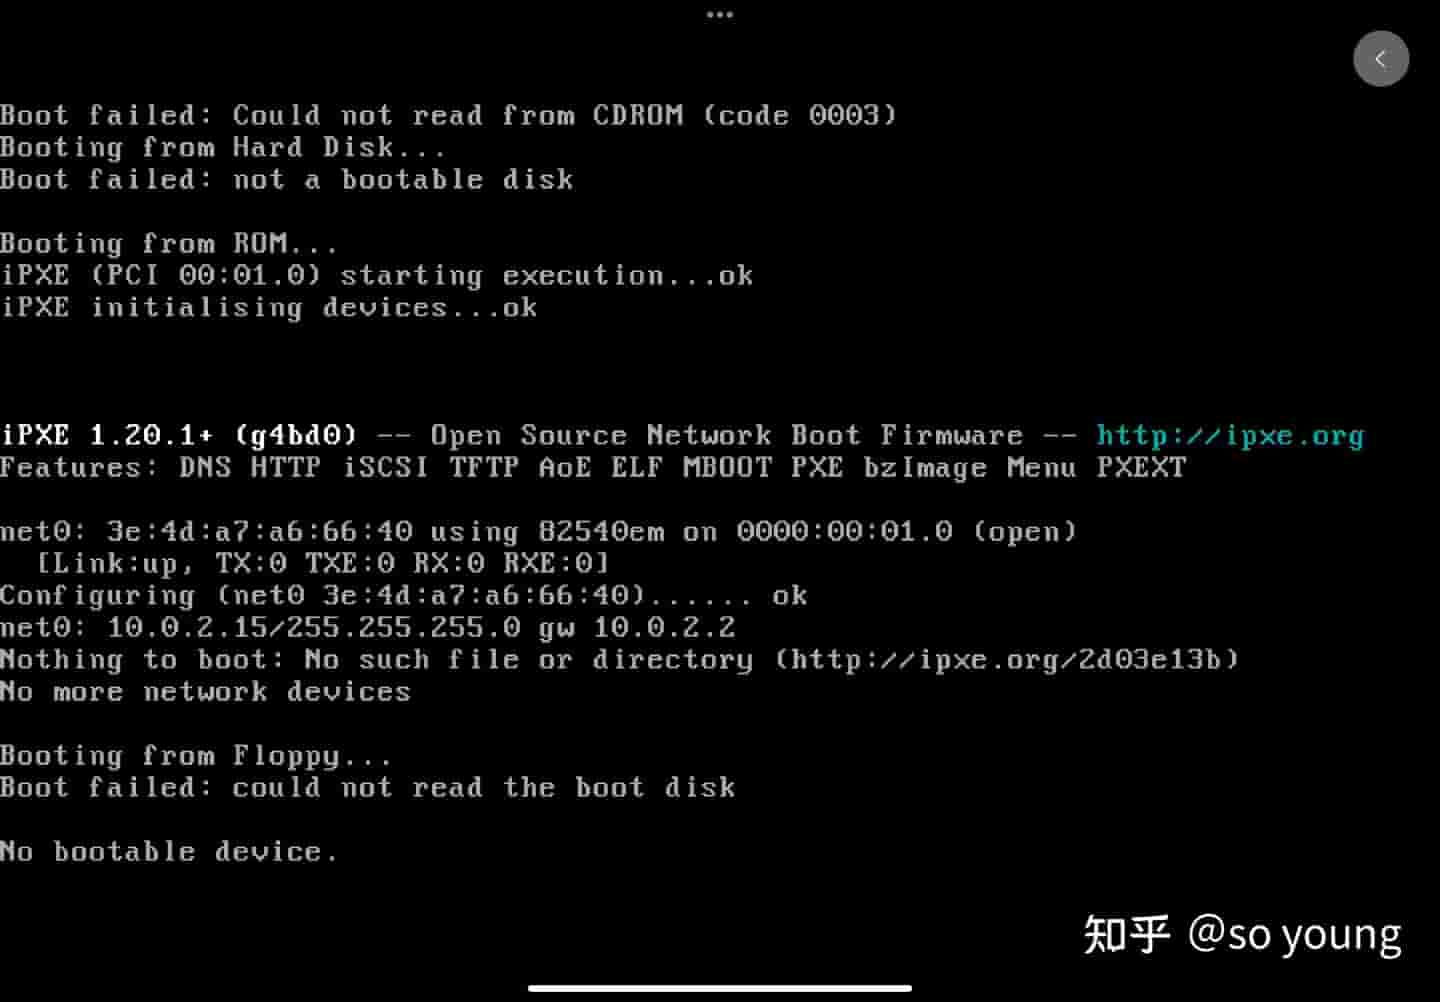 Boot failed: Could not read from CDROM (code 0003)
Booting from Hard Disk...
Boot failed: not a bootable disk
Booting from ROM...
iPXE (PCI 00:01.0) starting execution...ok
iPXE initialising devices...ok
iPXE 1.20.1+ (g4bd0) -- Open Source Network Boot Firmware -- http://ipxe.org
Features: DNS HTTP iSCSI TFTP AoE ELF MBOOT PXE bzImage Menu PXEXT
net0: 3e:4d:a7:a6:66:40 using 82540em on 0000:00:01.0 (open)
[Link:up, TX:0 TXE:0 RX:0 RXE:0]
Configuring (net0 3e:4d:a7:a6:66:40)...... ok
net0: 10.0.2.15/255.255.255.0 gw 10.0.2.2
Nothing to boot: No such file or directory (http://ipxe.org/2d03e13b)
No more network devices
Booting from Floppy...
Boot failed: could not read the boot disk
No bootable device.
知乎 @so young